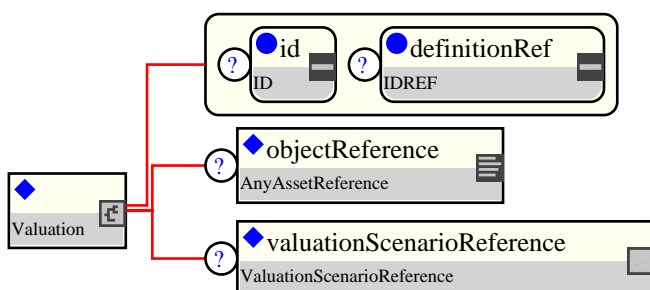 ? id ? definitionRef
ID IDREF
? objectReference
AnyAssetReference
Valuation
? valuationScenarioReference
ValuationScenarioReference